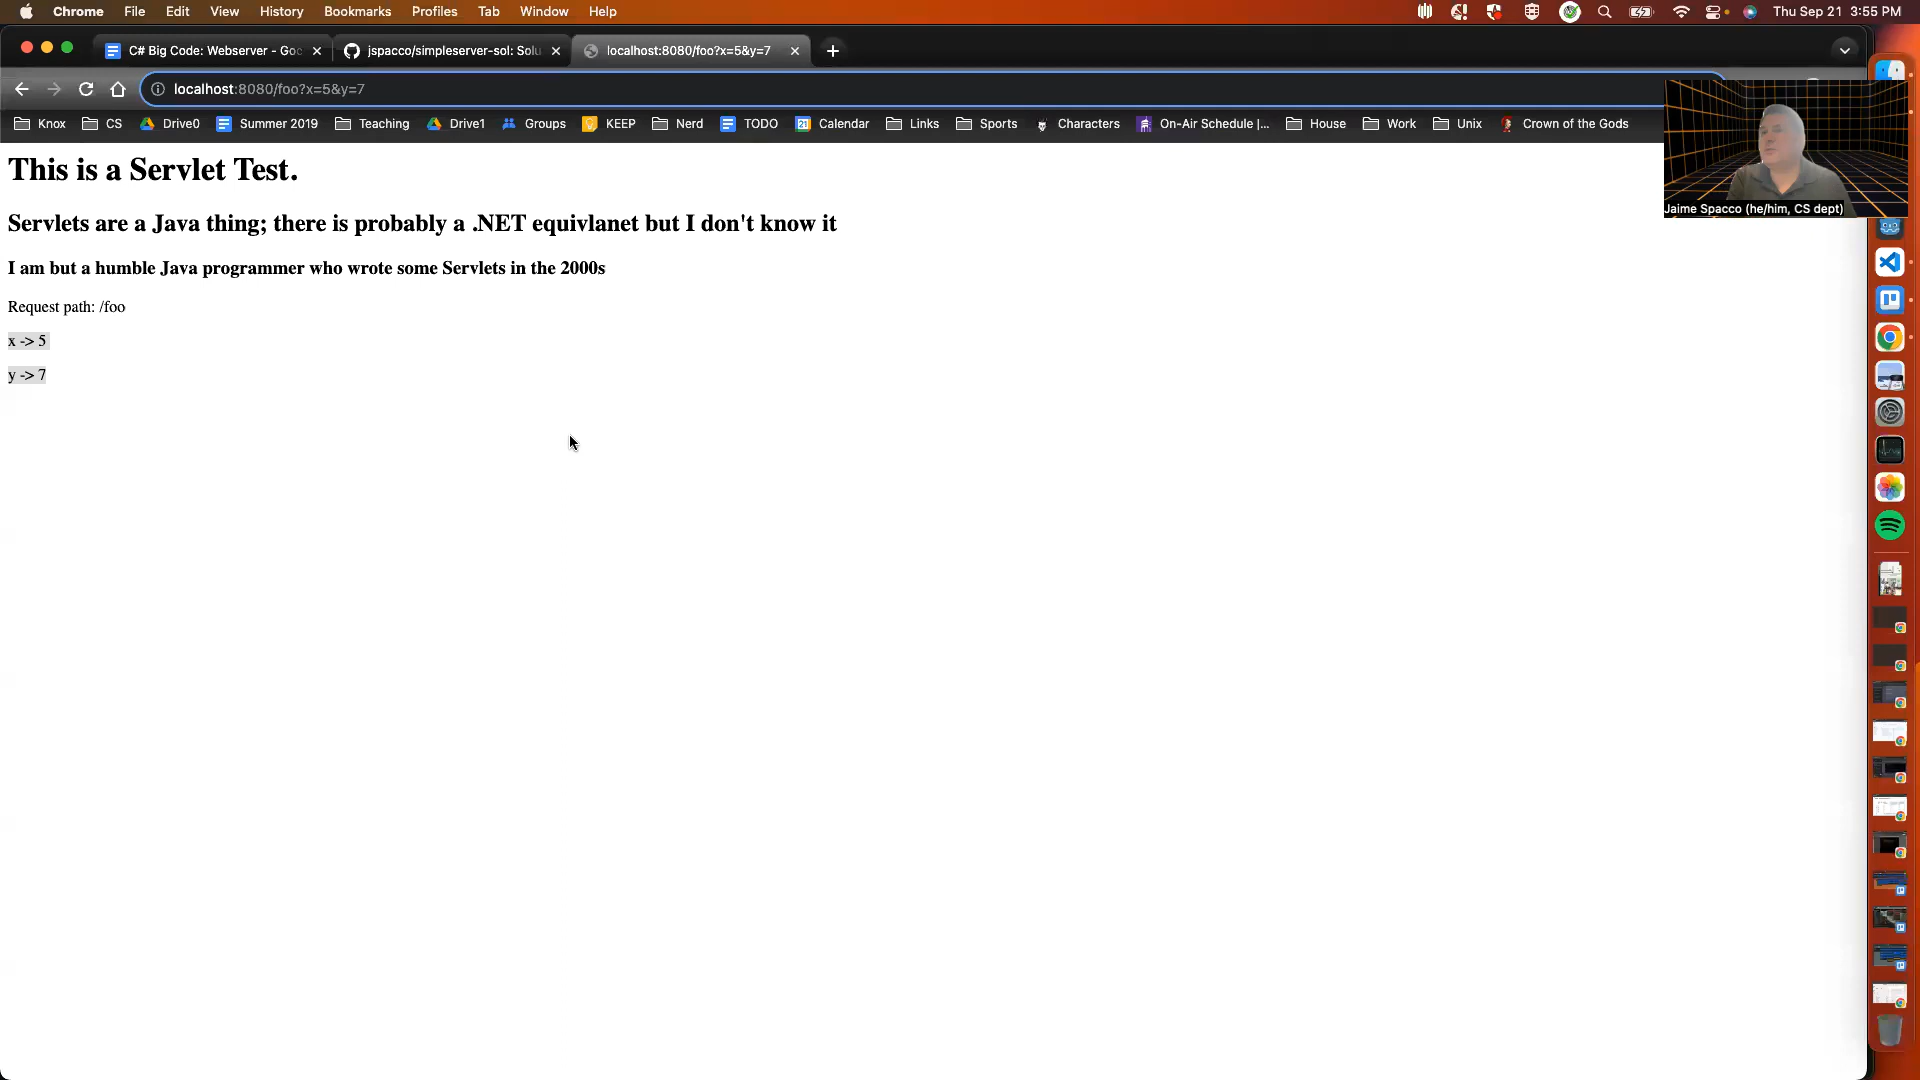 Chrome File Edit View History Bookmarks Profiles Tab Window Help Thu Sep 21 3:55 PM
C# Big Code: Webserver - Goc jspacco/simpleserver-sol: Solu localhost:8080/foo?x=5&y=7
localhost:8080/foo?x=5&y=7
Knox CS Drive0 Summer 2019 Teaching Drive1 Groups KEEP Nerd TODO Calendar Links Sports Characters On-Air Schedule |... House Work Unix Crown of the Gods
This is a Servlet Test.
Jaime Spacco (he/him, CS dept)
Servlets are a Java thing; there is probably a .NET equivlanet but I don't know it
I am but a humble Java programmer who wrote some Servlets in the 2000s
Request path: /foo
x -> 5
y -> 7